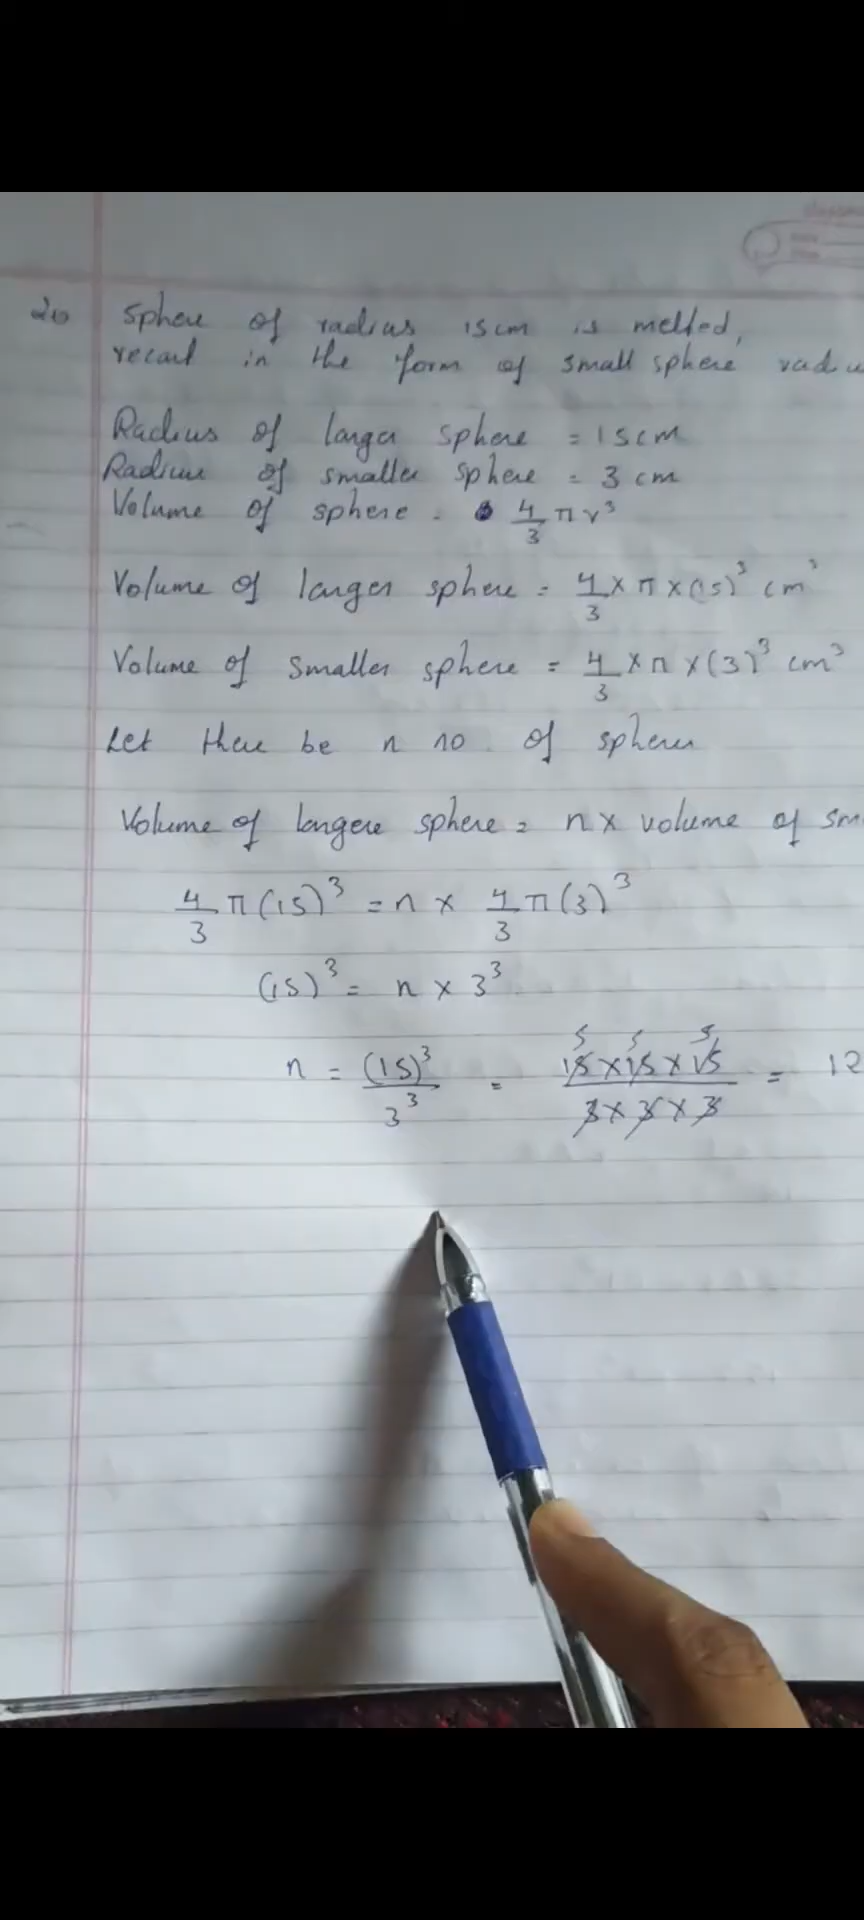 20 Sphere of radius 15cm is melted,
recast in the form of small sphere radiu
Radius of larger sphere = 15cm
Radius of smaller sphere = 3 cm
Volume of sphere = 4/3 πr³
Volume of larger sphere = 4/3 × π × (15)³ cm³
Volume of smaller sphere = 4/3 × π × (3)³ cm³
Let there be n no. of spheres
Volume of largere sphere = n × volume of sm
4/3 π (15)³ = n × 4/3 π (3)³
(15)³ = n × 3³
n = (15)³/3³ = 15×15×15/3×3×3 = 12
5 5 5